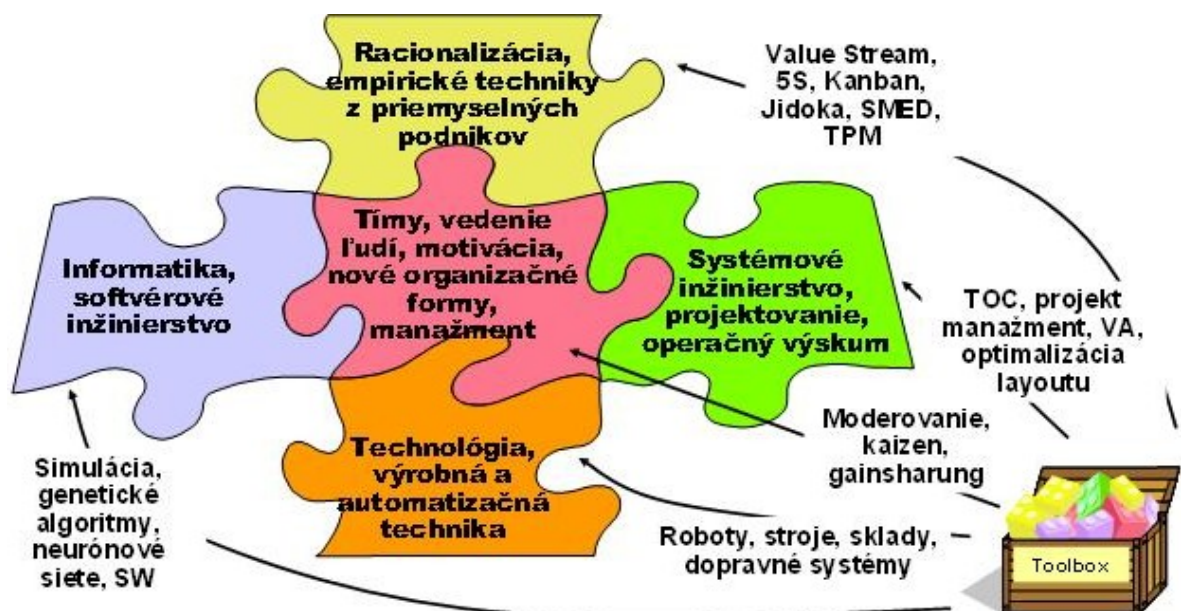 Racionalizácia,
empirické techniky
z priemyselných
podnikov
Value Stream,
5S, Kanban,
Jidoka, SMED,
TPM
Informatika,
softvérové
inžinierstvo
Tímy, vedenie
ľudí, motivácia,
nové organizačné
formy,
manažment
Systémové
inžinierstvo,
projektovanie,
operačný výskum
TOC, projekt
manažment, VA,
optimalizácia
layoutu
Technológia,
výrobná a
automatizačná
technika
Moderovanie,
kaizen,
gainsharung
Simulácia,
genetické
algoritmy,
neurónové
siete, SW
Roboty, stroje, sklady,
dopravné systémy
Toolbox